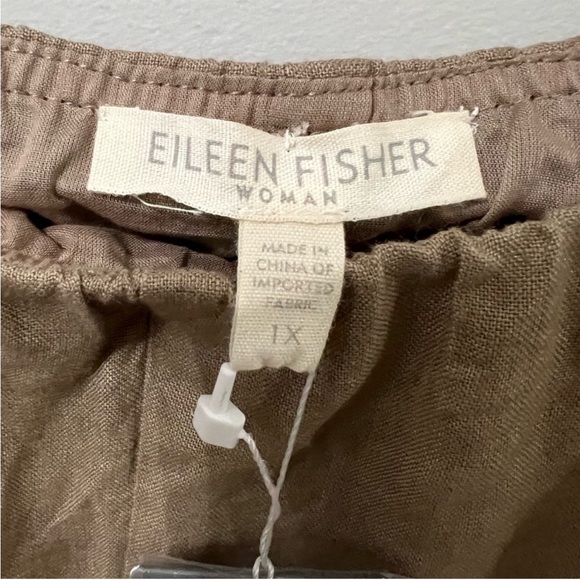 EILEEN FISHER
WOMAN
MADE IN
CHINA OF
IMPORTED
FABRIC
1X